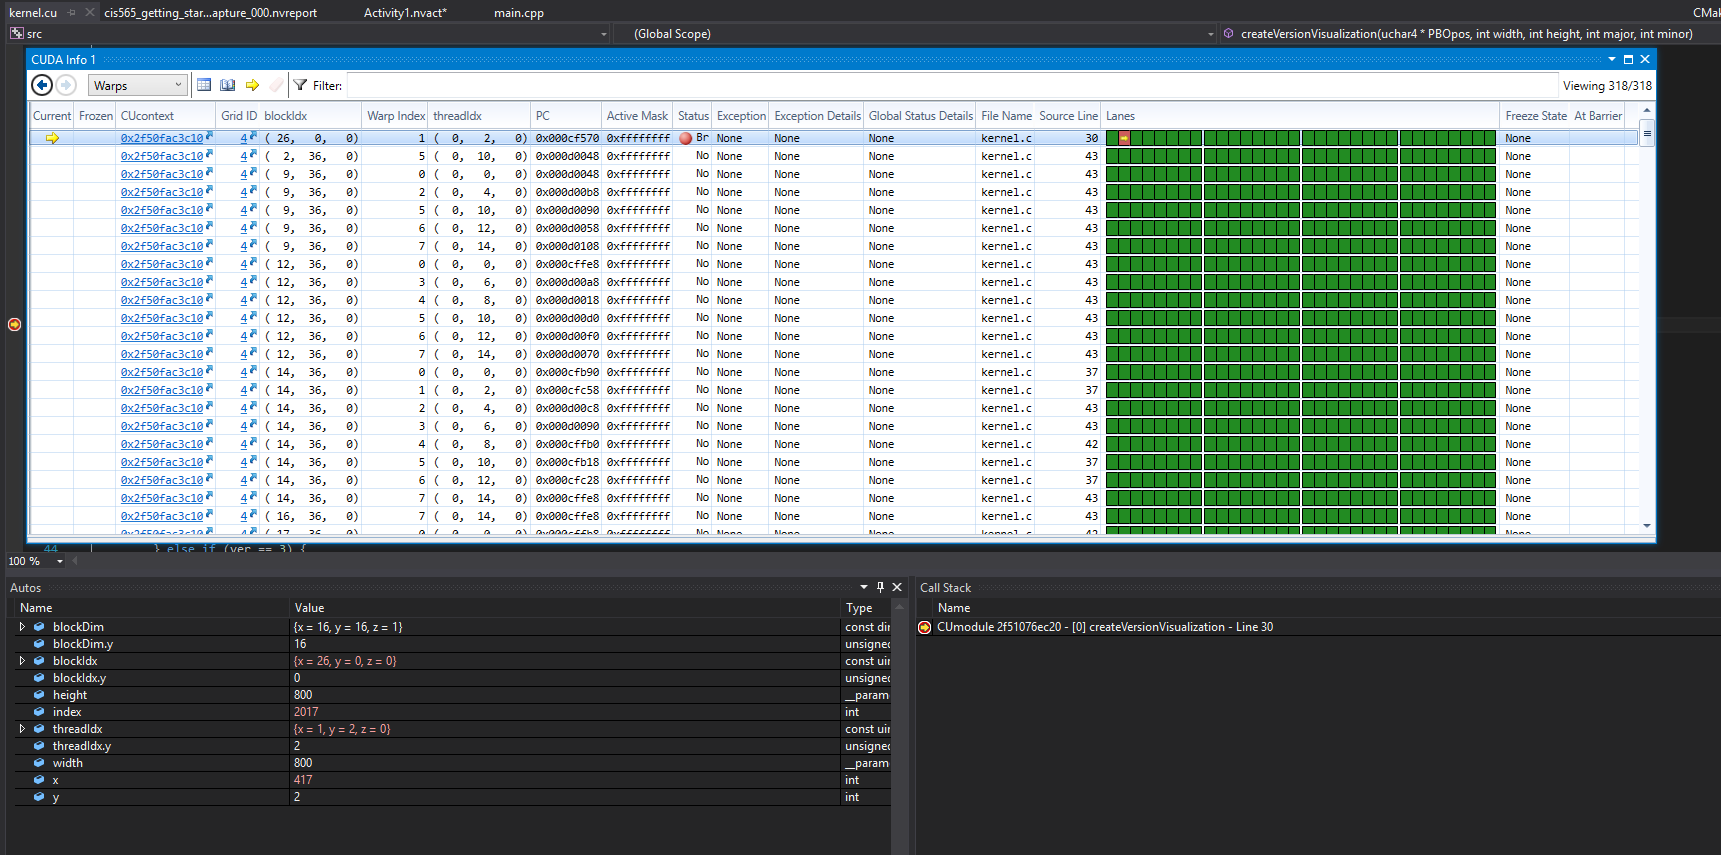 kernel.cu cis565_getting_star...apture_000.nvreport Activity1.nvact* main.cpp CMak
src (Global Scope) createVersionVisualization(uchar4 * PBOpos, int width, int height, int major, int minor)
CUDA Info 1
Warps Filter: Viewing 318/318
Current Frozen CUcontext Grid ID blockIdx Warp Index threadIdx PC Active Mask Status Exception Exception Details Global Status Details File Name Source Line Lanes Freeze State At Barrier
0x2f50fac3c10 4 ( 26, 0, 0) 1 ( 0, 2, 0) 0x000cf570 0xffffffff Br None None None kernel.c 30 None
0x2f50fac3c10 4 ( 2, 36, 0) 5 ( 0, 10, 0) 0x000d0048 0xffffffff No None None None kernel.c 43 None
0x2f50fac3c10 4 ( 9, 36, 0) 0 ( 0, 0, 0) 0x000d0048 0xffffffff No None None None kernel.c 43 None
0x2f50fac3c10 4 ( 9, 36, 0) 2 ( 0, 4, 0) 0x000d00b8 0xffffffff No None None None kernel.c 43 None
0x2f50fac3c10 4 ( 9, 36, 0) 5 ( 0, 10, 0) 0x000d0090 0xffffffff No None None None kernel.c 43 None
0x2f50fac3c10 4 ( 9, 36, 0) 6 ( 0, 12, 0) 0x000d0058 0xffffffff No None None None kernel.c 43 None
0x2f50fac3c10 4 ( 9, 36, 0) 7 ( 0, 14, 0) 0x000d0108 0xffffffff No None None None kernel.c 43 None
0x2f50fac3c10 4 ( 12, 36, 0) 0 ( 0, 0, 0) 0x000cffe8 0xffffffff No None None None kernel.c 43 None
0x2f50fac3c10 4 ( 12, 36, 0) 3 ( 0, 6, 0) 0x000d00a8 0xffffffff No None None None kernel.c 43 None
0x2f50fac3c10 4 ( 12, 36, 0) 4 ( 0, 8, 0) 0x000d0018 0xffffffff No None None None kernel.c 43 None
0x2f50fac3c10 4 ( 12, 36, 0) 5 ( 0, 10, 0) 0x000d00d0 0xffffffff No None None None kernel.c 43 None
0x2f50fac3c10 4 ( 12, 36, 0) 6 ( 0, 12, 0) 0x000d00f0 0xffffffff No None None None kernel.c 43 None
0x2f50fac3c10 4 ( 12, 36, 0) 7 ( 0, 14, 0) 0x000d0070 0xffffffff No None None None kernel.c 43 None
0x2f50fac3c10 4 ( 14, 36, 0) 0 ( 0, 0, 0) 0x000cfb90 0xffffffff No None None None kernel.c 37 None
0x2f50fac3c10 4 ( 14, 36, 0) 1 ( 0, 2, 0) 0x000cfc58 0xffffffff No None None None kernel.c 37 None
0x2f50fac3c10 4 ( 14, 36, 0) 2 ( 0, 4, 0) 0x000d00c8 0xffffffff No None None None kernel.c 43 None
0x2f50fac3c10 4 ( 14, 36, 0) 3 ( 0, 6, 0) 0x000d0090 0xffffffff No None None None kernel.c 43 None
0x2f50fac3c10 4 ( 14, 36, 0) 4 ( 0, 8, 0) 0x000cffb0 0xffffffff No None None None kernel.c 42 None
0x2f50fac3c10 4 ( 14, 36, 0) 5 ( 0, 10, 0) 0x000cfb18 0xffffffff No None None None kernel.c 37 None
0x2f50fac3c10 4 ( 14, 36, 0) 6 ( 0, 12, 0) 0x000cfc28 0xffffffff No None None None kernel.c 37 None
0x2f50fac3c10 4 ( 14, 36, 0) 7 ( 0, 14, 0) 0x000cffe8 0xffffffff No None None None kernel.c 43 None
0x2f50fac3c10 4 ( 16, 36, 0) 7 ( 0, 14, 0) 0x000cffe8 0xffffffff No None None None kernel.c 43 None
44 } else if (ver == 3) {
100 %
Autos Call Stack
Name Value Type Name
blockDim {x = 16, y = 16, z = 1} const dir CUmodule 2f51076ec20 - [0] createVersionVisualization - Line 30
blockDim.y 16 unsigned
blockIdx {x = 26, y = 0, z = 0} const uir
blockIdx.y 0 unsigned
height 800 __param
index 2017 int
threadIdx {x = 1, y = 2, z = 0} const uir
threadIdx.y 2 unsigned
width 800 __param
x 417 int
y 2 int